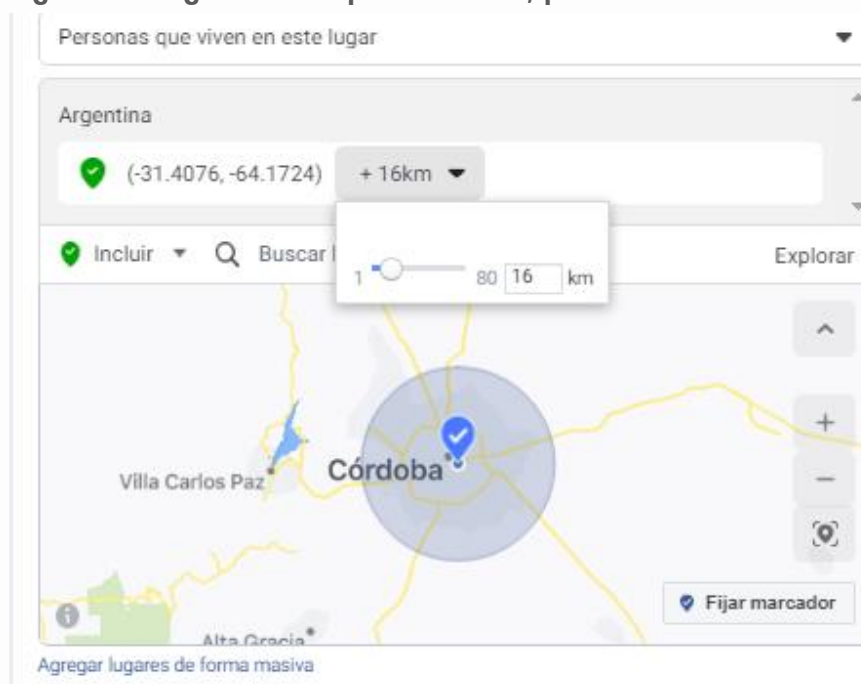 Personas que viven en este lugar
Argentina
(-31.4076, -64.1724) + 16km
Incluir Buscar
Explorar
1 80 16 km
Villa Carlos Paz
Córdoba
Fijar marcador
Alta Gracia
Agregar lugares de forma masiva